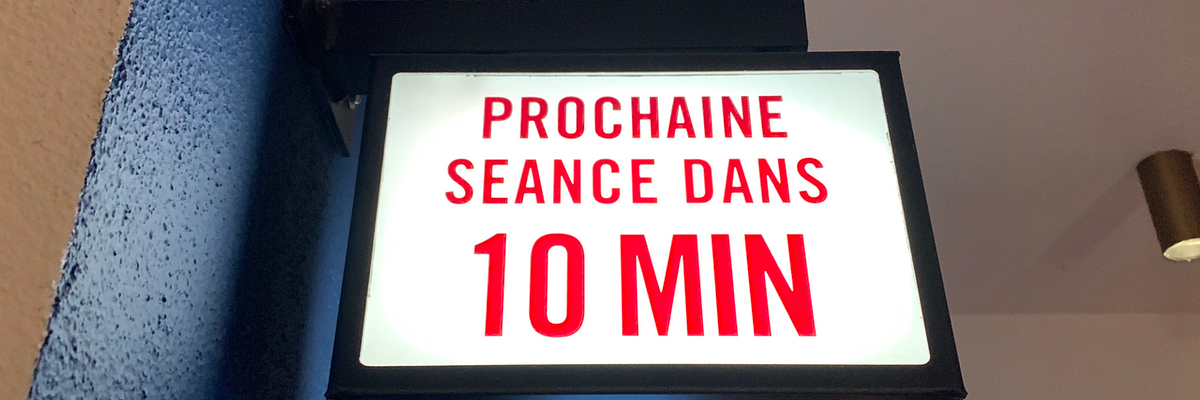 PROCHAINE
SEANCE DANS
10 MIN